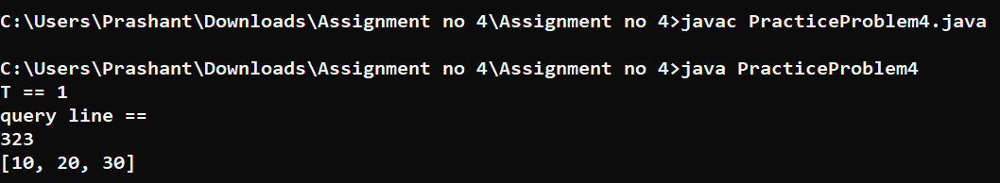 C:\Users\Prashant\Downloads\Assignment no 4\Assignment no 4>javac PracticeProblem4.java
C:\Users\Prashant\Downloads\Assignment no 4\Assignment no 4>java PracticeProblem4
T == 1
query line ==
323
[10, 20, 30]